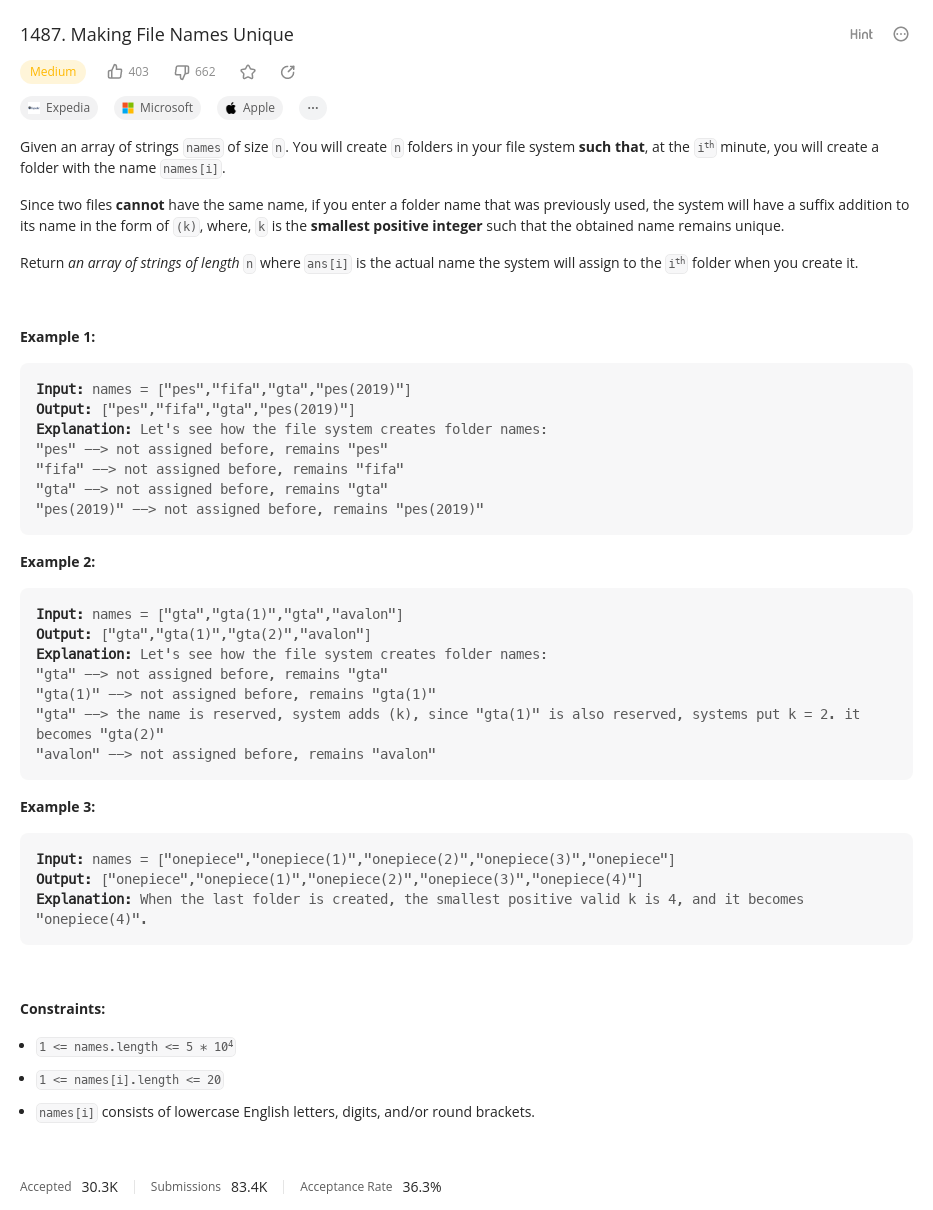 1487. Making File Names Unique
Hint
Medium
403
662
Expedia
Microsoft
Apple
Given an array of strings names of size n. You will create n folders in your file system such that, at the ith minute, you will create a
folder with the name names[i].
Since two files cannot have the same name, if you enter a folder name that was previously used, the system will have a suffix addition to
its name in the form of (k), where, k is the smallest positive integer such that the obtained name remains unique.
Return an array of strings of length n where ans[i] is the actual name the system will assign to the ith folder when you create it.
Example 1:
Input: names = ["pes","fifa","gta","pes(2019)"]
Output: ["pes","fifa","gta","pes(2019)"]
Explanation: Let's see how the file system creates folder names:
"pes" --> not assigned before, remains "pes"
"fifa" --> not assigned before, remains "fifa"
"gta" --> not assigned before, remains "gta"
"pes(2019)" --> not assigned before, remains "pes(2019)"
Example 2:
Input: names = ["gta","gta(1)","gta","avalon"]
Output: ["gta","gta(1)","gta(2)","avalon"]
Explanation: Let's see how the file system creates folder names:
"gta" --> not assigned before, remains "gta"
"gta(1)" --> not assigned before, remains "gta(1)"
"gta" --> the name is reserved, system adds (k), since "gta(1)" is also reserved, systems put k = 2. it
becomes "gta(2)"
"avalon" --> not assigned before, remains "avalon"
Example 3:
Input: names = ["onepiece","onepiece(1)","onepiece(2)","onepiece(3)","onepiece"]
Output: ["onepiece","onepiece(1)","onepiece(2)","onepiece(3)","onepiece(4)"]
Explanation: When the last folder is created, the smallest positive valid k is 4, and it becomes
"onepiece(4)".
Constraints:
1 <= names.length <= 5 * 10⁴
1 <= names[i].length <= 20
names[i] consists of lowercase English letters, digits, and/or round brackets.
Accepted 30.3K Submissions 83.4K Acceptance Rate 36.3%